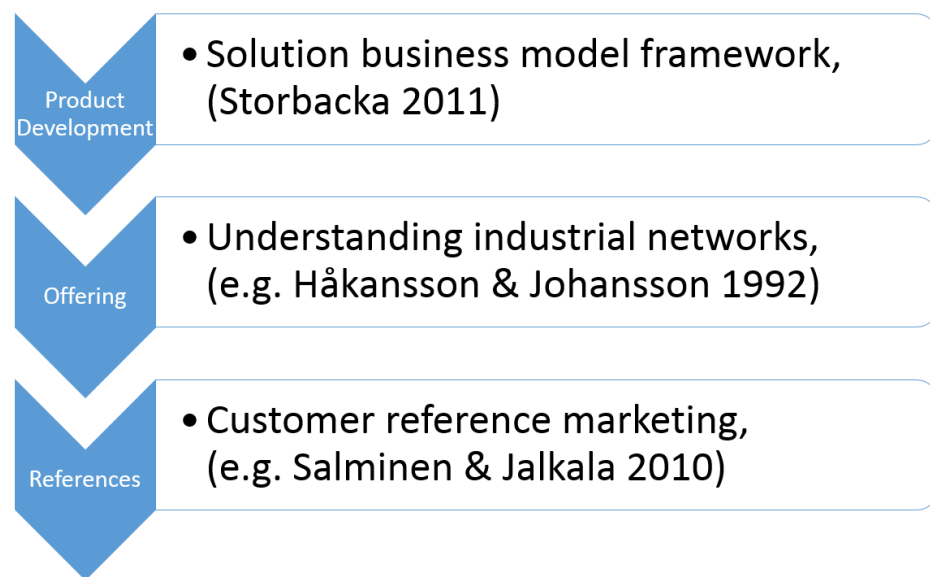 Product
Development
• Solution business model framework,
(Storbacka 2011)
Offering
• Understanding industrial networks,
(e.g. Håkansson & Johansson 1992)
References
• Customer reference marketing,
(e.g. Salminen & Jalkala 2010)